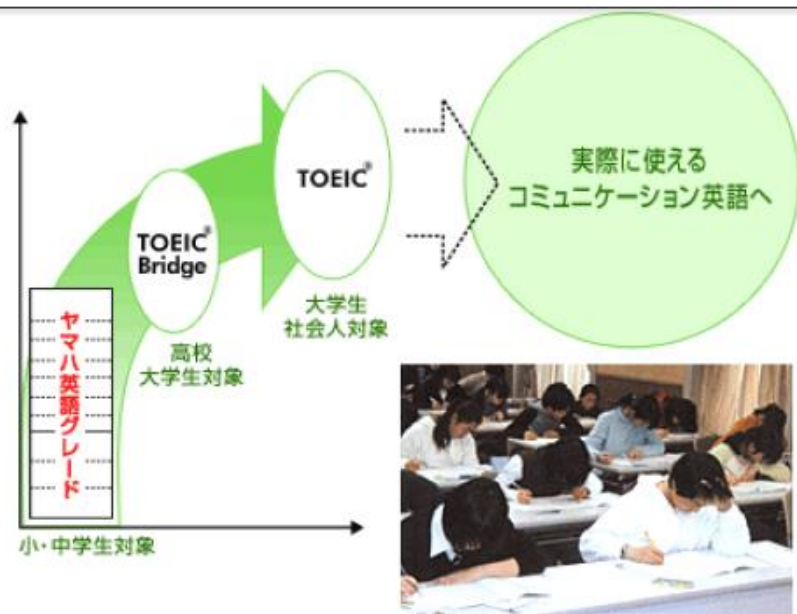 実際に使える
コミュニケーション英語へ
TOEIC®
TOEIC®
Bridge
大学生
社会人対象
高校
大学生対象
ヤマハ英語グレード
小・中学生対象